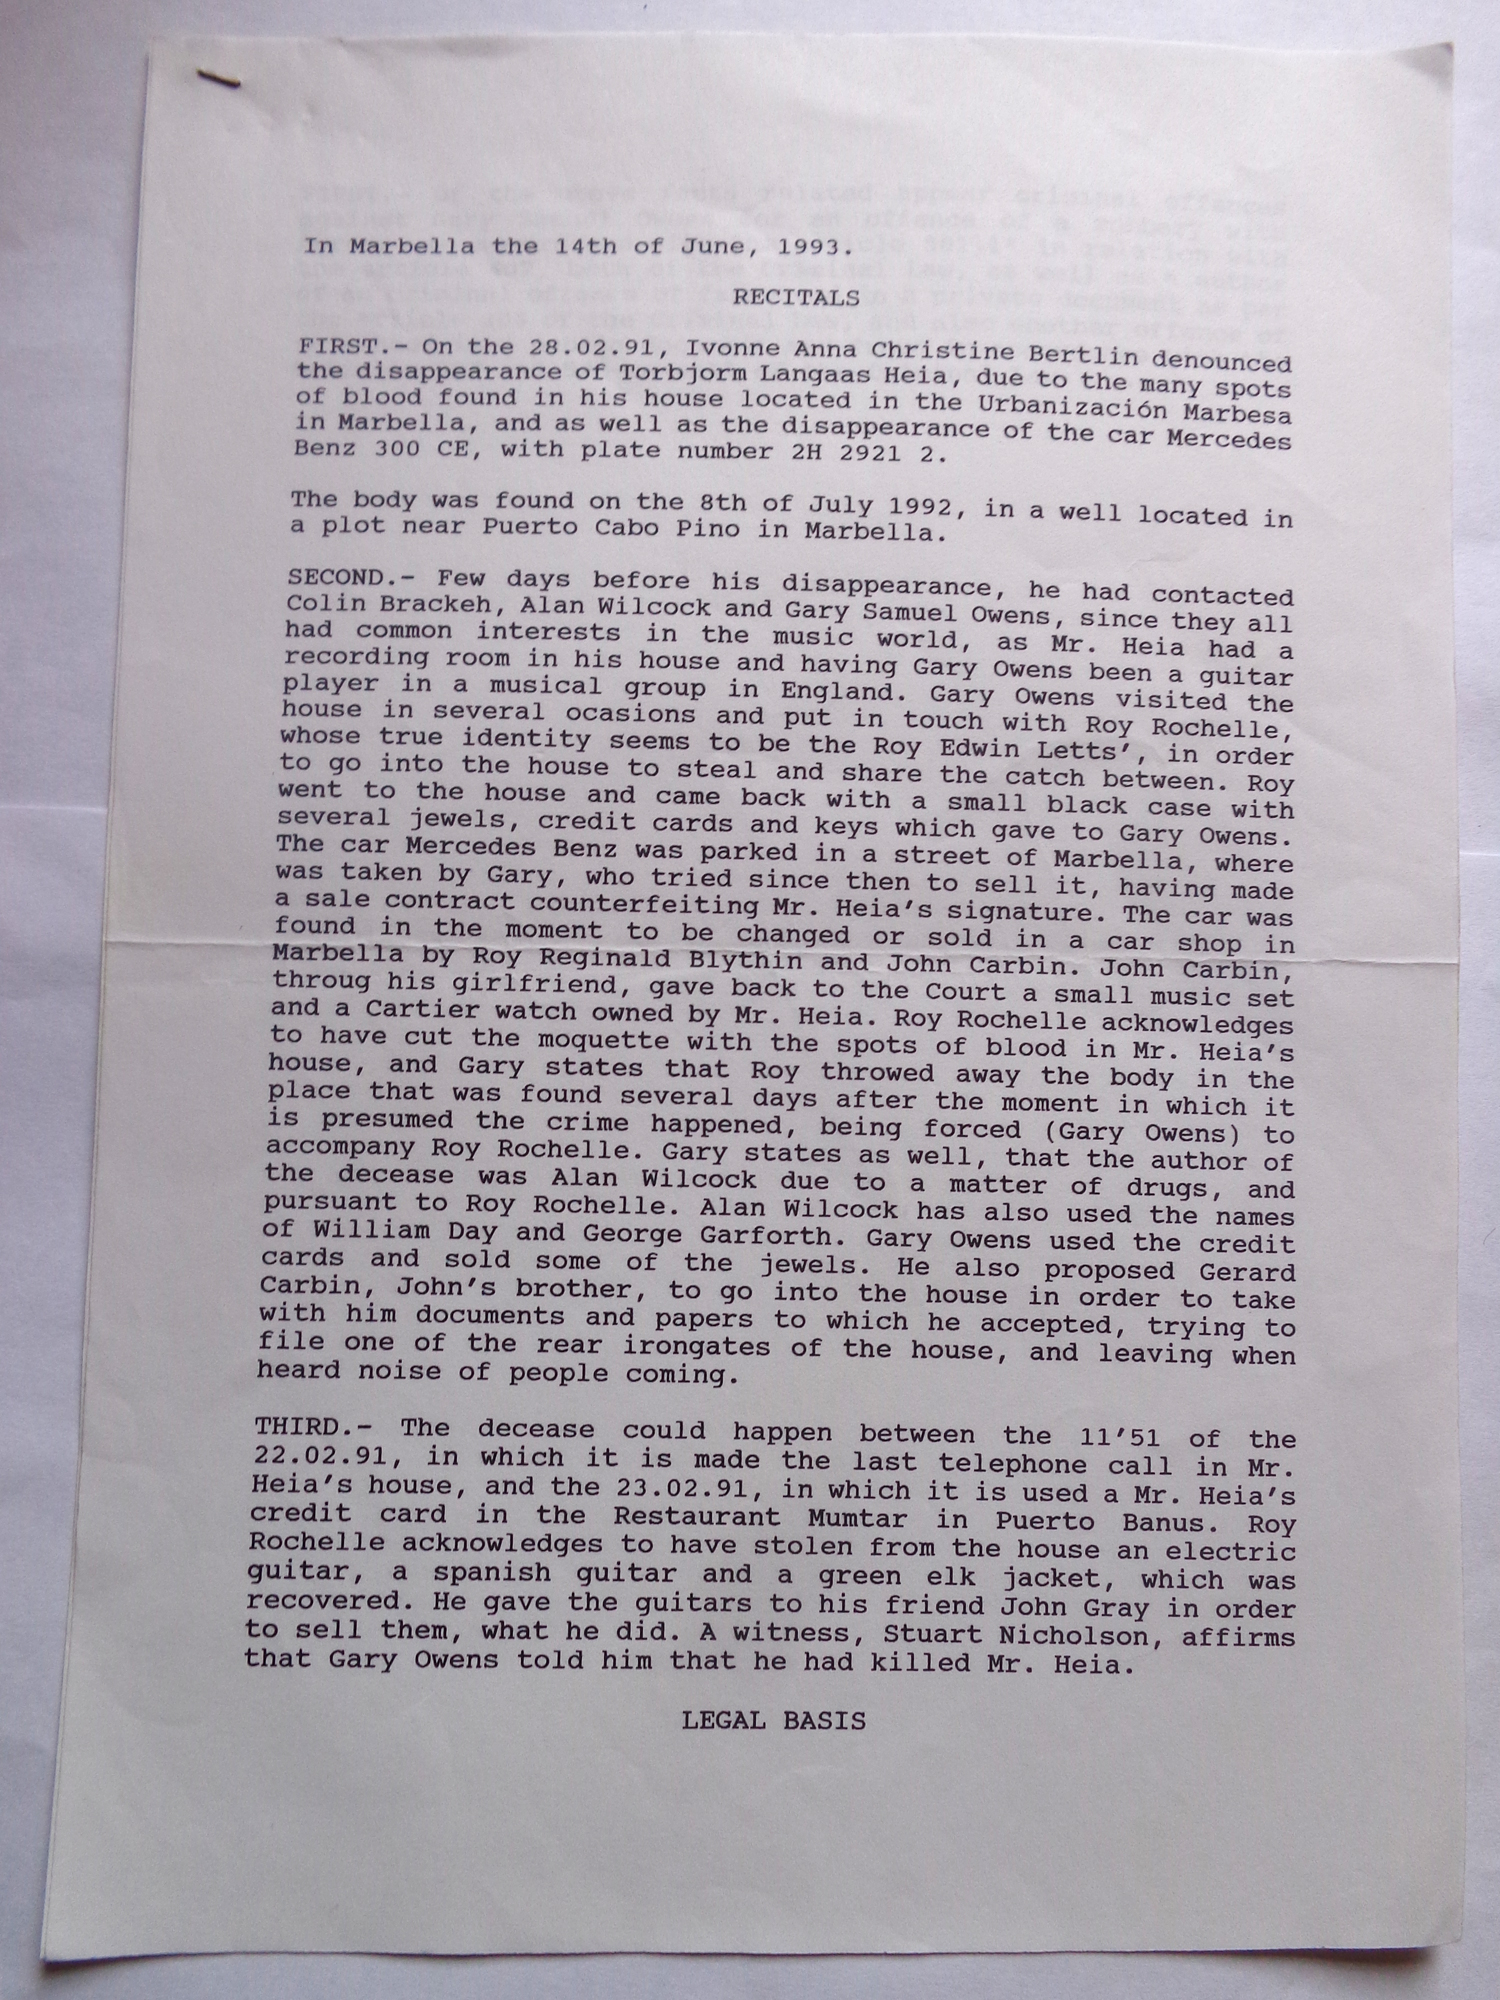 In Marbella the 14th of June, 1993.
RECITALS
FIRST.- On the 28.02.91, Ivonne Anna Christine Bertlin denounced
the disappearance of Torbjorm Langaas Heia, due to the many spots
of blood found in his house located in the Urbanización Marbesa
in Marbella, and as well as the disappearance of the car Mercedes
Benz 300 CE, with plate number 2H 2921 2.
The body was found on the 8th of July 1992, in a well located in
a plot near Puerto Cabo Pino in Marbella.
SECOND.- Few days before his disappearance, he had contacted
Colin Brackeh, Alan Wilcock and Gary Samuel Owens, since they all
had common interests in the music world, as Mr. Heia had a
recording room in his house and having Gary Owens been a guitar
player in a musical group in England. Gary Owens visited the
house in several ocasions and put in touch with Roy Rochelle,
whose true identity seems to be the Roy Edwin Letts', in order
to go into the house to steal and share the catch between. Roy
went to the house and came back with a small black case with
several jewels, credit cards and keys which gave to Gary Owens.
The car Mercedes Benz was parked in a street of Marbella, where
was taken by Gary, who tried since then to sell it, having made
a sale contract counterfeiting Mr. Heia's signature. The car was
found in the moment to be changed or sold in a car shop in
Marbella by Roy Reginald Blythin and John Carbin. John Carbin,
throug his girlfriend, gave back to the Court a small music set
and a Cartier watch owned by Mr. Heia. Roy Rochelle acknowledges
to have cut the moquette with the spots of blood in Mr. Heia's
house, and Gary states that Roy throwed away the body in the
place that was found several days after the moment in which it
is presumed the crime happened, being forced (Gary Owens) to
accompany Roy Rochelle. Gary states as well, that the author of
the decease was Alan Wilcock due to a matter of drugs, and
pursuant to Roy Rochelle. Alan Wilcock has also used the names
of William Day and George Garforth. Gary Owens used the credit
cards and sold some of the jewels. He also proposed Gerard
Carbin, John's brother, to go into the house in order to take
with him documents and papers to which he accepted, trying to
file one of the rear irongates of the house, and leaving when
heard noise of people coming.
THIRD.- The decease could happen between the 11'51 of the
22.02.91, in which it is made the last telephone call in Mr.
Heia's house, and the 23.02.91, in which it is used a Mr. Heia's
credit card in the Restaurant Mumtar in Puerto Banus. Roy
Rochelle acknowledges to have stolen from the house an electric
guitar, a spanish guitar and a green elk jacket, which was
recovered. He gave the guitars to his friend John Gray in order
to sell them, what he did. A witness, Stuart Nicholson, affirms
that Gary Owens told him that he had killed Mr. Heia.
LEGAL BASIS